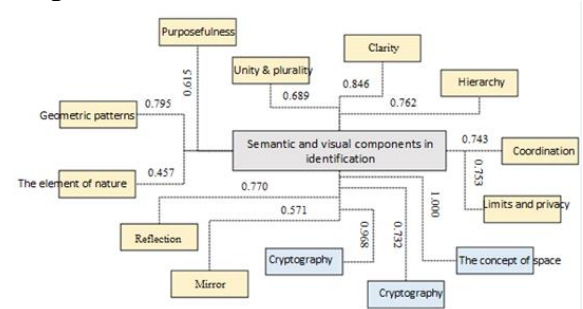 Purposefulness
Clarity
Unity & plurality
Hierarchy
0.615
0.846
0.689
0.762
0.795
Geometric patterns
Semantic and visual components in
identification
0.743
Coordination
0.753
The element of nature
0.457
Limits and privacy
0.770
1.000
0.571
Reflection
0.968
0.732
Cryptography
The concept of space
Mirror
Cryptography